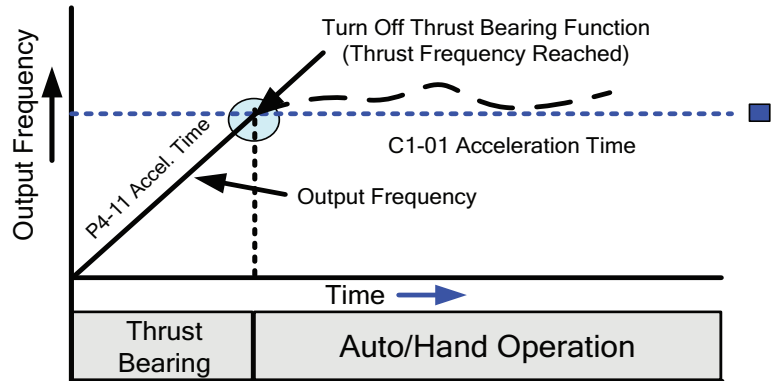 Turn Off Thrust Bearing Function
(Thrust Frequency Reached)
Output Frequency
P4-11 Accel. Time
C1-01 Acceleration Time
Output Frequency
Time
Thrust
Bearing
Auto/Hand Operation